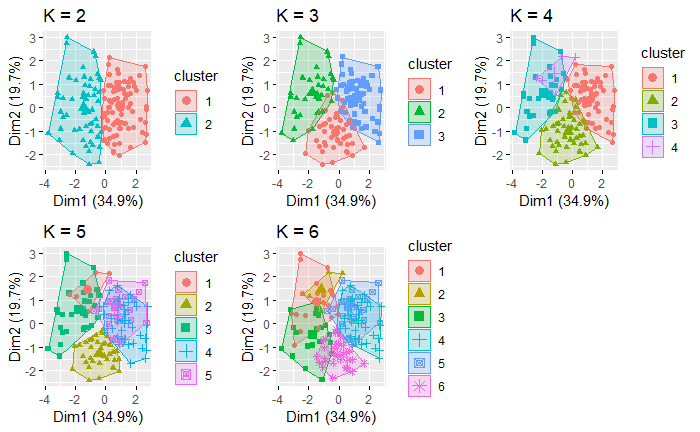 K = 2
3
2
1
0
-1
-2
Dim2 (19.7%)
-4 -2 0 2
Dim1 (34.9%)
cluster
1
2
K = 3
3
2
1
0
-1
-2
Dim2 (19.7%)
-4 -2 0 2
Dim1 (34.9%)
cluster
1
2
3
K = 4
3
2
1
0
-1
-2
Dim2 (19.7%)
-4 -2 0 2
Dim1 (34.9%)
cluster
1
2
3
4
K = 5
3
2
1
0
-1
-2
Dim2 (19.7%)
-4 -2 0 2
Dim1 (34.9%)
cluster
1
2
3
4
5
K = 6
3
2
1
0
-1
-2
Dim2 (19.7%)
-4 -2 0 2
Dim1 (34.9%)
cluster
1
2
3
4
5
6